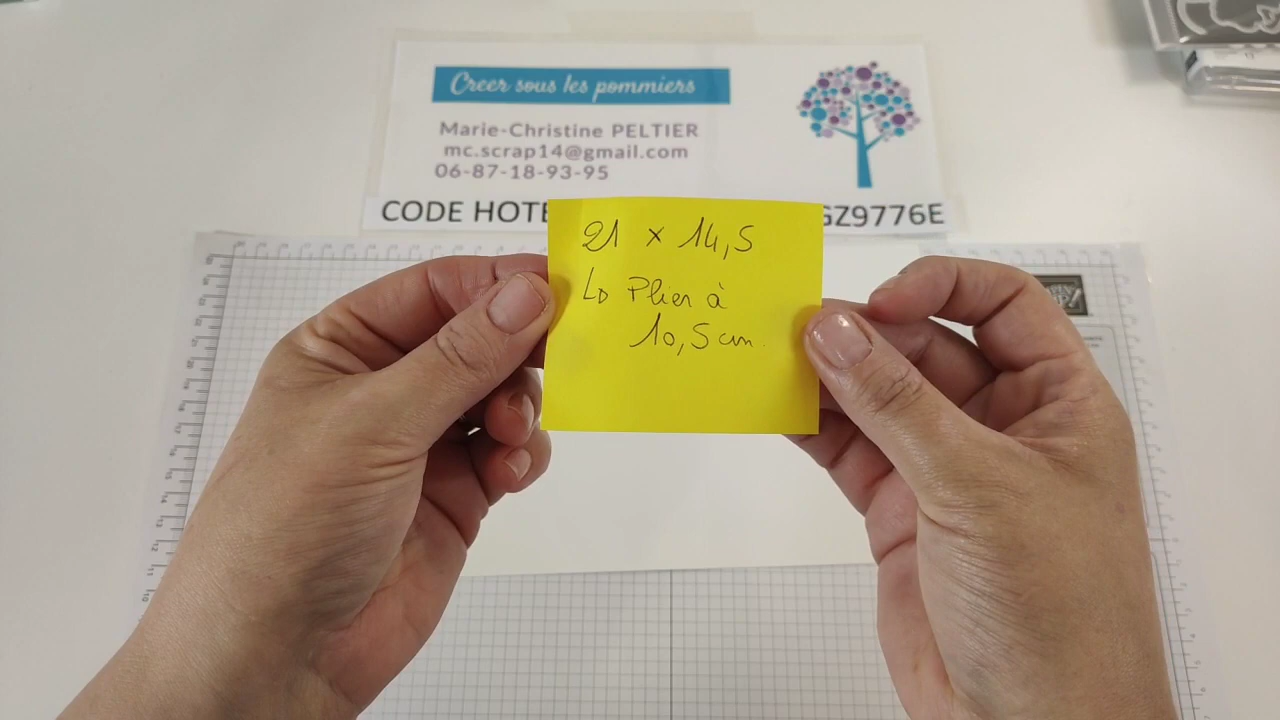 Creer sous les pommiers
Marie-Christine PELTIER
mc.scrap14@gmail.com
06-87-18-93-95
CODE HOTE
GZ9776E
21 x 14,5
↳ Plier à
10,5 cm.